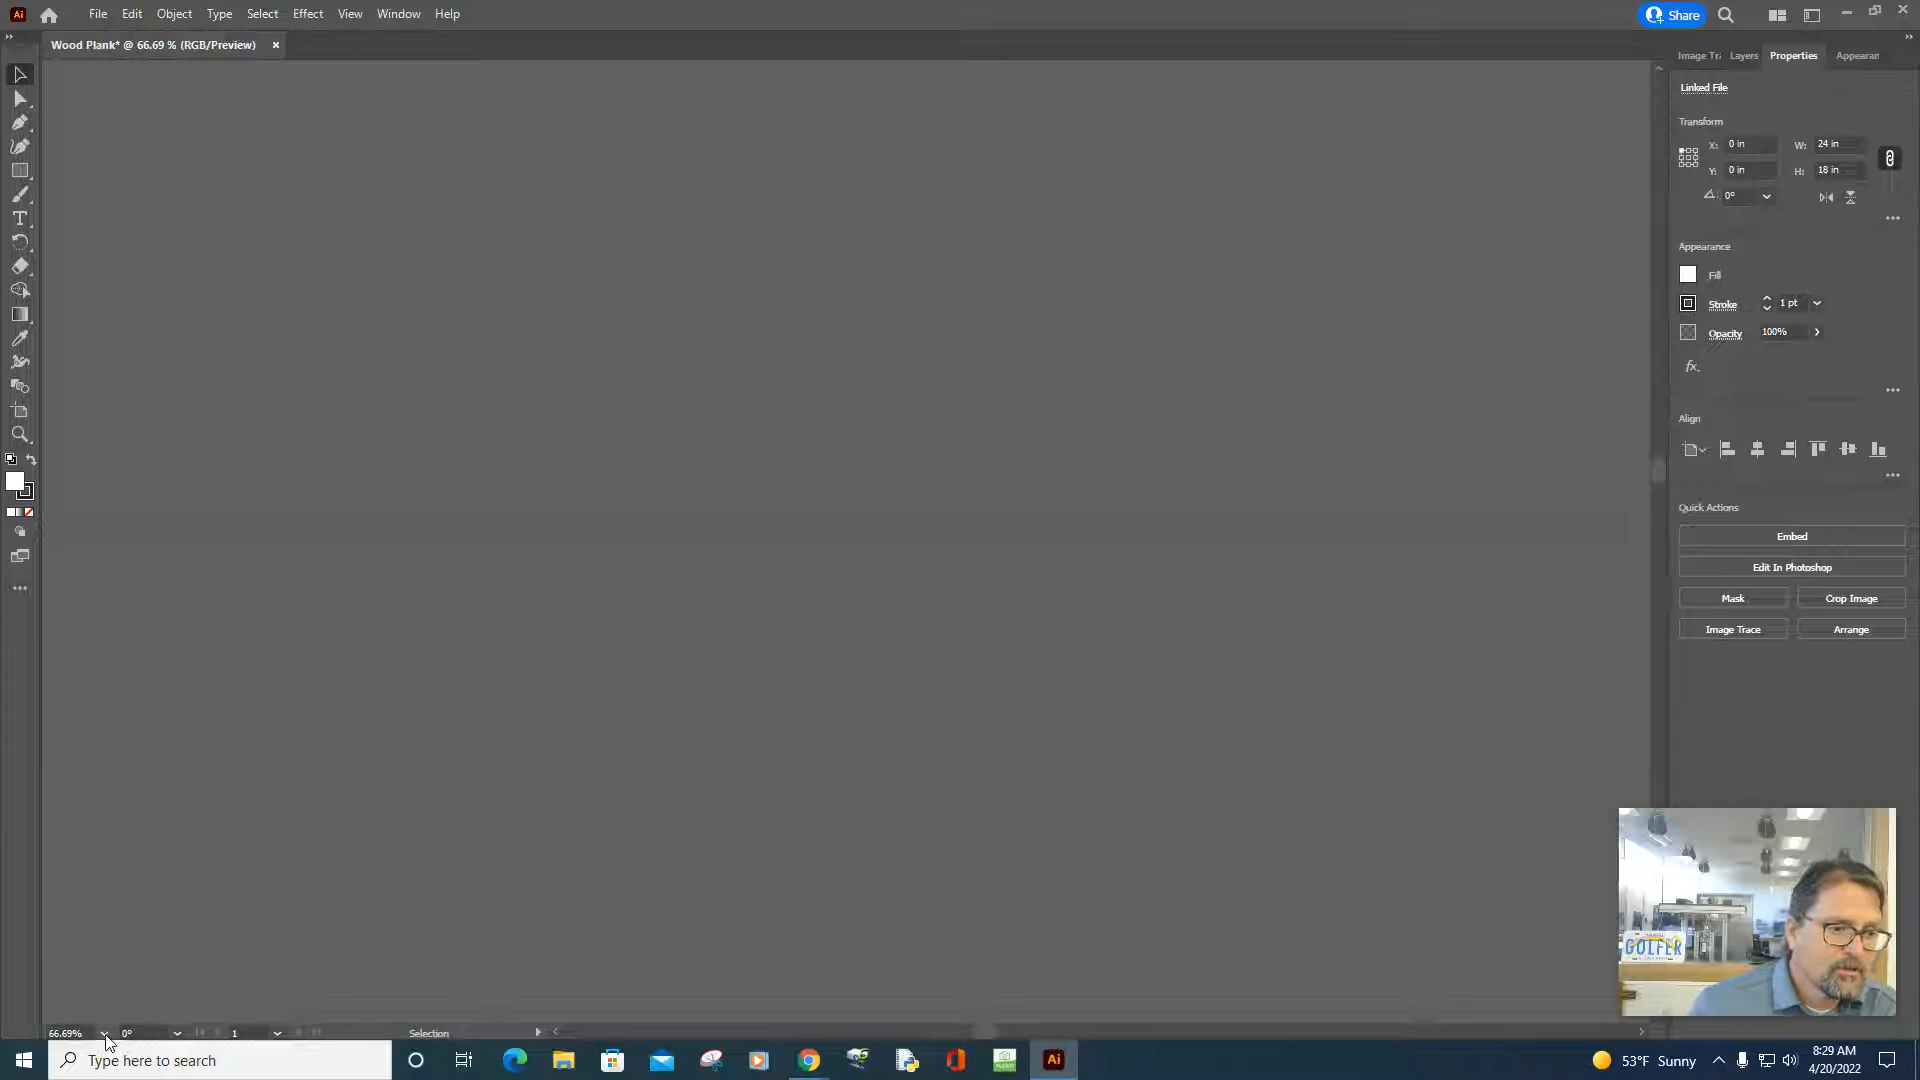 Ai File Edit Object Type Select Effect View Window Help Share
Wood Plank* @ 66.69 % (RGB/Preview) ×
Image Tr Layers Properties Appearan
Linked File
Transform
X: 0 in W: 24 in
Y: 0 in H: 18 in
0°
Appearance
Fill
Stroke 1 pt
Opacity 100%
fx.
Align
Quick Actions
Embed
Edit In Photoshop
Mask Crop Image
Image Trace Arrange
GOLFER
66.69% 0° 1 Selection
Type here to search Ai 53°F Sunny 8:29 AM
4/20/2022